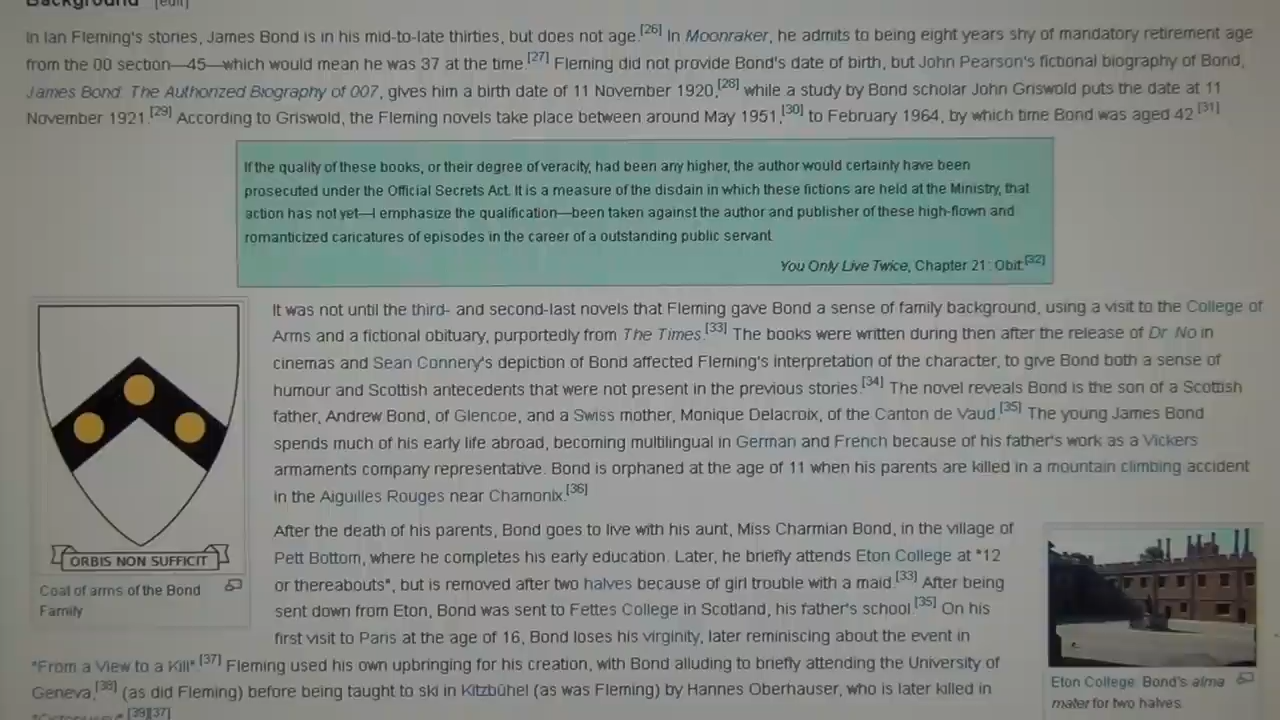 Background [edit]
In Ian Fleming's stories, James Bond is in his mid-to-late thirties, but does not age.[26] In Moonraker, he admits to being eight years shy of mandatory retirement age
from the 00 section—45—which would mean he was 37 at the time.[27] Fleming did not provide Bond's date of birth, but John Pearson's fictional biography of Bond,
James Bond: The Authorized Biography of 007, gives him a birth date of 11 November 1920,[28] while a study by Bond scholar John Griswold puts the date at 11
November 1921.[29] According to Griswold, the Fleming novels take place between around May 1951,[30] to February 1964, by which time Bond was aged 42.[31]
If the quality of these books, or their degree of veracity, had been any higher, the author would certainly have been
prosecuted under the Official Secrets Act. It is a measure of the disdain in which these fictions are held at the Ministry, that
action has not yet—I emphasize the qualification—been taken against the author and publisher of these high-flown and
romanticized caricatures of episodes in the career of a outstanding public servant.
You Only Live Twice, Chapter 21: Obit:[32]
It was not until the third- and second-last novels that Fleming gave Bond a sense of family background, using a visit to the College of
Arms and a fictional obituary, purportedly from The Times.[33] The books were written during then after the release of Dr. No in
cinemas and Sean Connery's depiction of Bond affected Fleming's interpretation of the character, to give Bond both a sense of
humour and Scottish antecedents that were not present in the previous stories.[34] The novel reveals Bond is the son of a Scottish
father, Andrew Bond, of Glencoe, and a Swiss mother, Monique Delacroix, of the Canton de Vaud.[35] The young James Bond
spends much of his early life abroad, becoming multilingual in German and French because of his father's work as a Vickers
armaments company representative. Bond is orphaned at the age of 11 when his parents are killed in a mountain climbing accident
in the Aiguilles Rouges near Chamonix.[36]
ORBIS NON SUFFICIT
Coat of arms of the Bond
Family
After the death of his parents, Bond goes to live with his aunt, Miss Charmian Bond, in the village of
Pett Bottom, where he completes his early education. Later, he briefly attends Eton College at "12
or thereabouts", but is removed after two halves because of girl trouble with a maid.[33] After being
sent down from Eton, Bond was sent to Fettes College in Scotland, his father's school.[35] On his
first visit to Paris at the age of 16, Bond loses his virginity, later reminiscing about the event in
"From a View to a Kill".[37] Fleming used his own upbringing for his creation, with Bond alluding to briefly attending the University of
Geneva,[38] (as did Fleming) before being taught to ski in Kitzbühel (as was Fleming) by Hannes Oberhauser, who is later killed in
"Octopussy".[39][37]
Eton College: Bond's alma
mater for two halves.